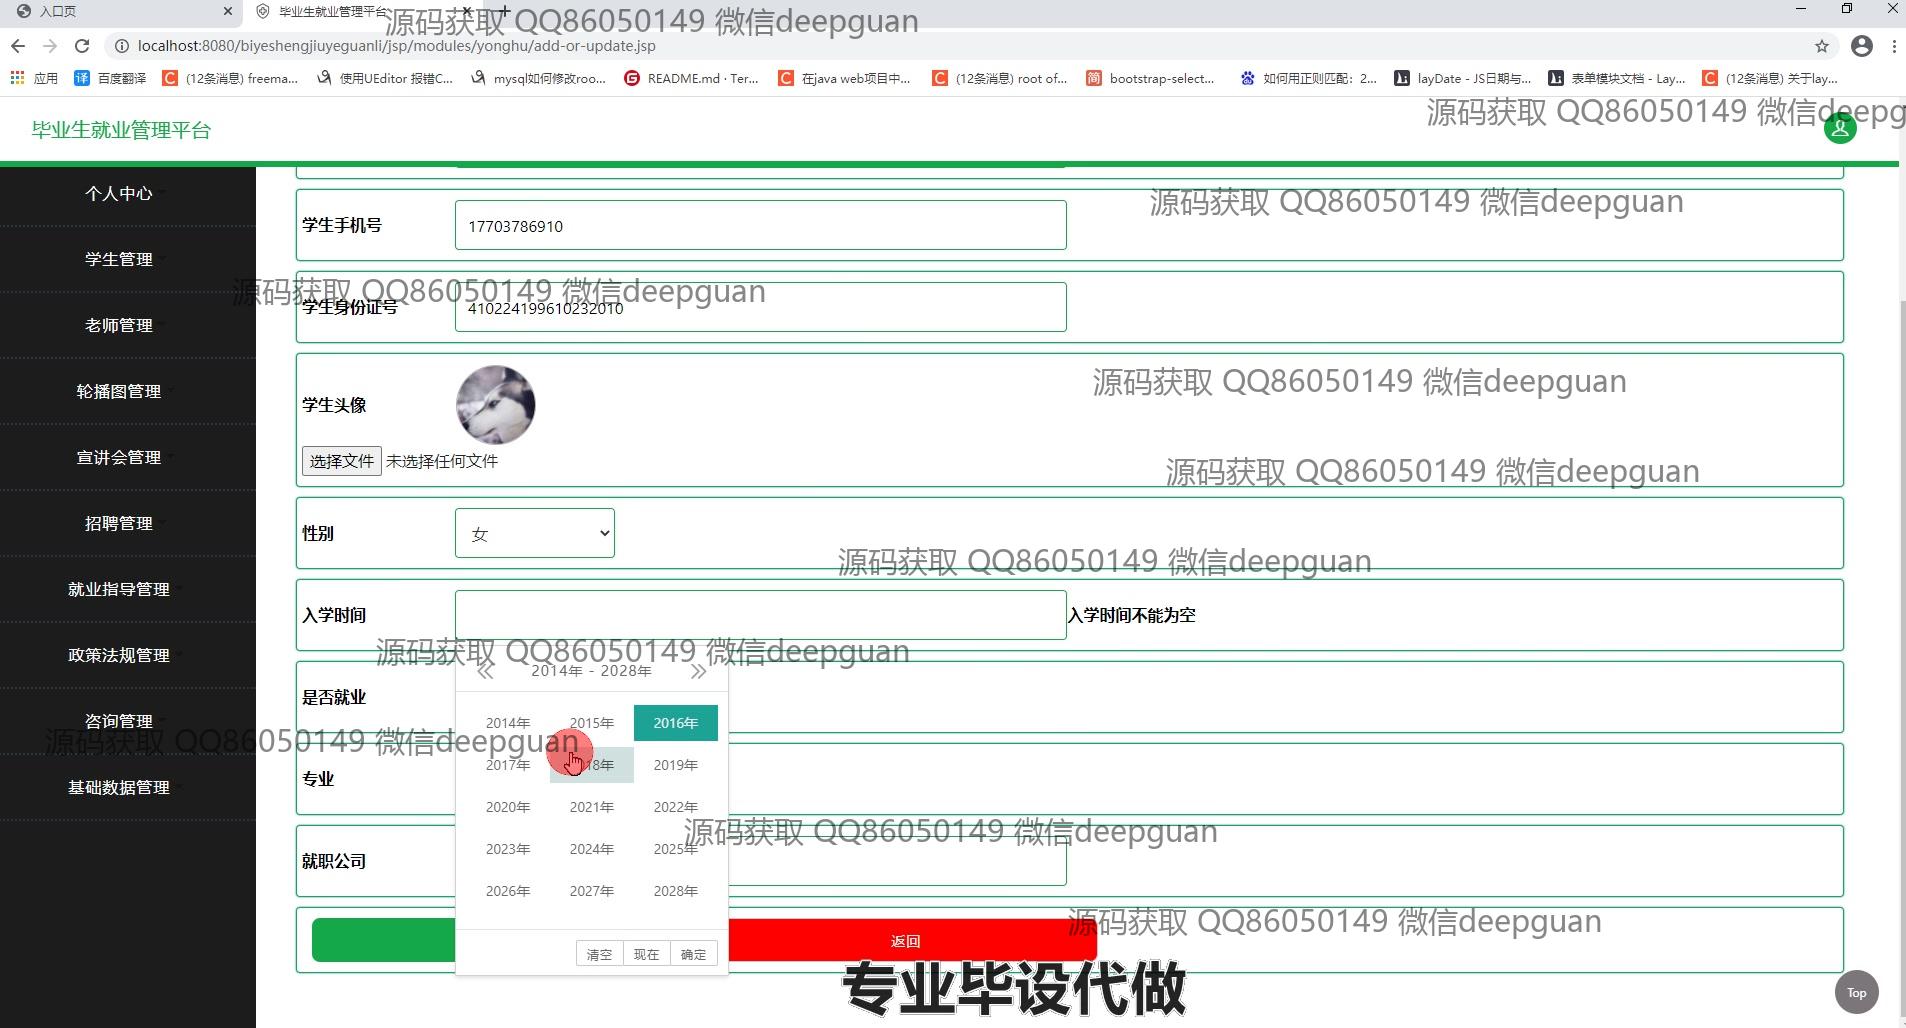 入口页
毕业生就业管理平台
源码获取 QQ86050149 微信deepguan
localhost:8080/biyeshengjiuyeguanli/jsp/modules/yonghu/add-or-update.jsp
应用
百度翻译
(12条消息) freema...
使用UEditor 报错C...
mysql如何修改roo...
README.md · Ter...
在java web项目中...
(12条消息) root of...
bootstrap-select...
如何用正则匹配：2...
layDate - JS日期与...
表单模块文档 - Lay...
(12条消息) 关于lay...
源码获取 QQ86050149 微信deepg
毕业生就业管理平台
个人中心
学生管理
老师管理
轮播图管理
宣讲会管理
招聘管理
就业指导管理
政策法规管理
咨询管理
基础数据管理
源码获取 QQ86050149 微信deepguan
学生手机号
17703786910
源码获取 QQ86050149 微信deepguan
学生身份证号
410224199610232010
源码获取 QQ86050149 微信deepguan
学生头像
选择文件 未选择任何文件
源码获取 QQ86050149 微信deepguan
性别
女
源码获取 QQ86050149 微信deepguan
入学时间
入学时间不能为空
源码获取 QQ86050149 微信deepguan
2014年 - 2028年
是否就业
2014年 2015年 2016年
源码获取 QQ86050149 微信deepguan
2017年 18年 2019年
专业
2020年 2021年 2022年
源码获取 QQ86050149 微信deepguan
2023年 2024年 2025年
就职公司
2026年 2027年 2028年
源码获取 QQ86050149 微信deepguan
返回
清空 现在 确定
专业毕设代做
Top